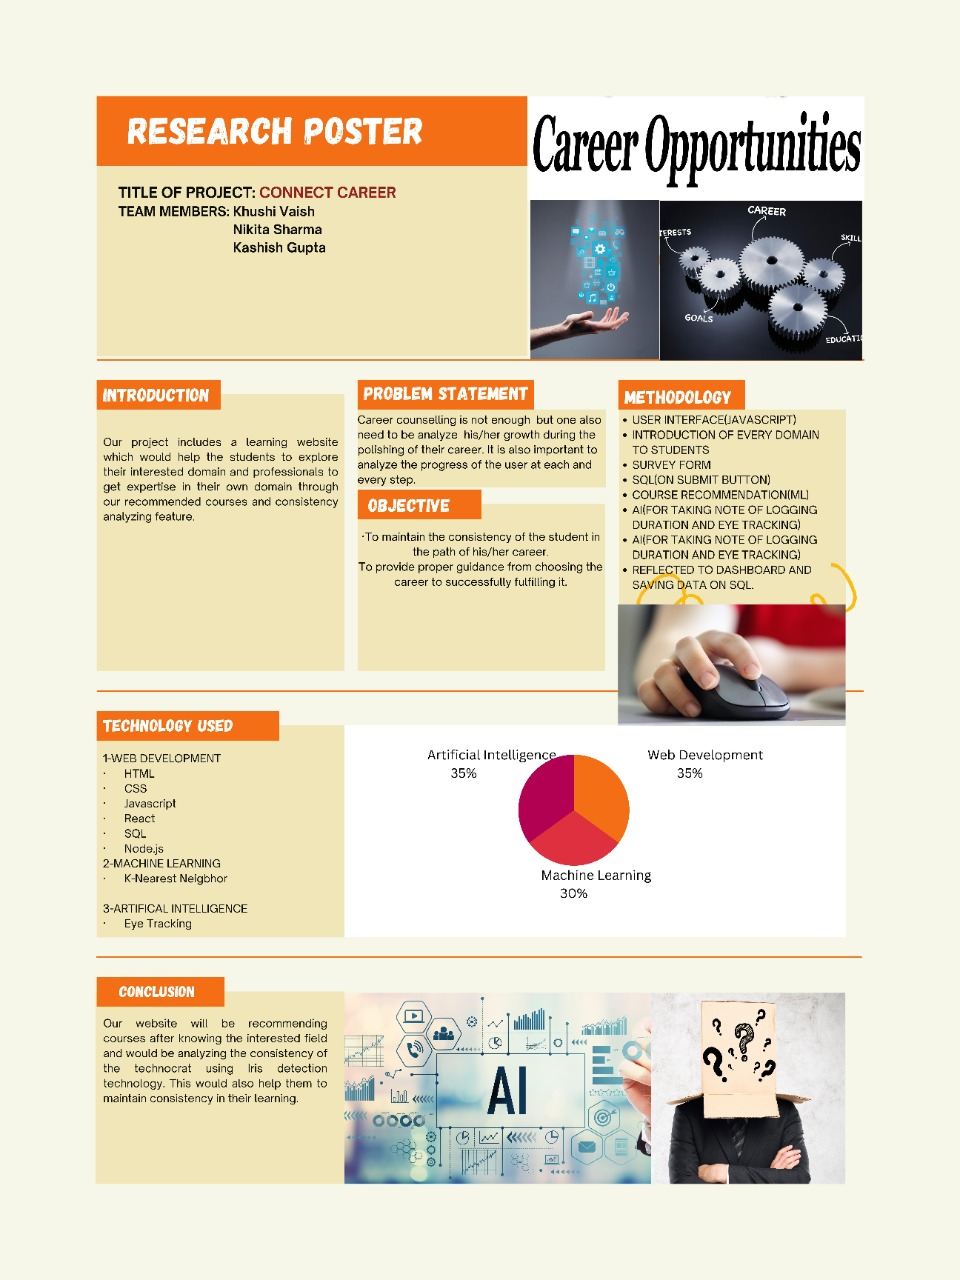 RESEARCH POSTER
Career Opportunities
TITLE OF PROJECT: CONNECT CAREER
TEAM MEMBERS: Khushi Vaish
Nikita Sharma
Kashish Gupta
CAREER
SKILL
GOALS
INTRODUCTION
Our project includes a learning website
which would help the students to explore
their interested domain and professionals to
get expertise in their own domain through
our recommended courses and consistency
analyzing feature.
PROBLEM STATEMENT
Career counselling is not enough but one also
need to be analyze his/her growth during the
polishing of their career. It is also important to
analyze the progress of the user at each and
every step.
OBJECTIVE
·To maintain the consistency of the student in
the path of his/her career.
To provide proper guidance from choosing the
career to successfully fulfilling it.
METHODOLOGY
• USER INTERFACE(JAVASCRIPT)
• INTRODUCTION OF EVERY DOMAIN
TO STUDENTS
• SURVEY FORM
• SQL(ON SUBMIT BUTTON)
• COURSE RECOMMENDATION(ML)
• AI(FOR TAKING NOTE OF LOGGING
DURATION AND EYE TRACKING)
• AI(FOR TAKING NOTE OF LOGGING
DURATION AND EYE TRACKING)
• REFLECTED TO DASHBOARD AND
SAVING DATA ON SQL.
TECHNOLOGY USED
1-WEB DEVELOPMENT
· HTML
· CSS
· Javascript
· React
· SQL
· Node.js
2-MACHINE LEARNING
· K-Nearest Neigbhor
3-ARTIFICAL INTELLIGENCE
· Eye Tracking
Artificial Intelligence
35%
Web Development
35%
Machine Learning
30%
CONCLUSION
Our website will be recommending
courses after knowing the interested field
and would be analyzing the consistency of
the technocrat using Iris detection
technology. This would also help them to
maintain consistency in their learning.
AI